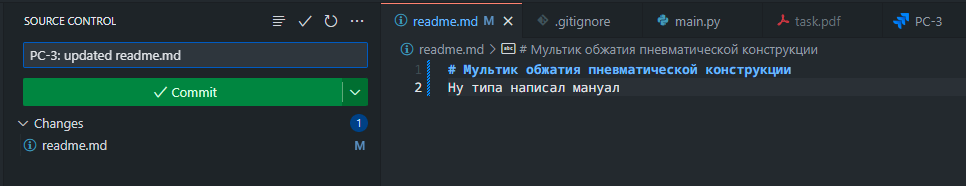 SOURCE CONTROL
PC-3: updated readme.md
Commit
Changes 1
readme.md M
readme.md M
.gitignore
main.py
task.pdf
PC-3
readme.md > # Мультик обжатия пневматической конструкции
1 # Мультик обжатия пневматической конструкции
2 Ну типа написал мануал